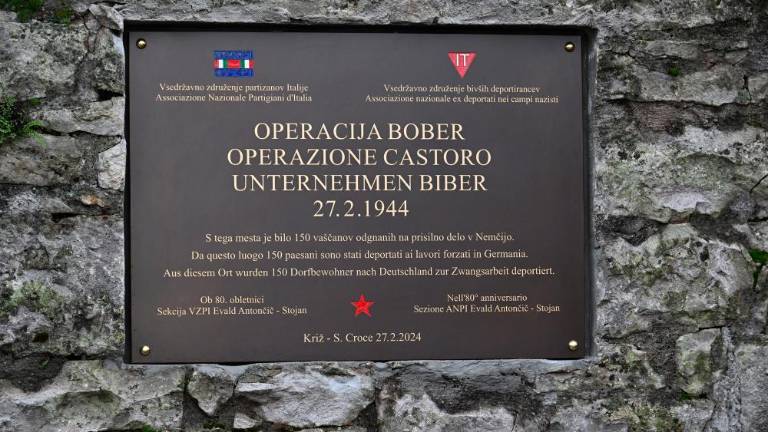 IT
Vsedržavno združenje partizanov Italije
Associazione Nazionale Partigiani d'Italia
Vsedržavno združenje bivših deportirancev
Associazione nazionale ex deportati nei campi nazisti
OPERACIJA BOBER
OPERAZIONE CASTORO
UNTERNEHMEN BIBER
27.2.1944
S tega mesta je bilo 150 vaščanov odgnanih na prisilno delo v Nemčijo.
Da questo luogo 150 paesani sono stati deportati ai lavori forzati in Germania.
Aus diesem Ort wurden 150 Dorfbewohner nach Deutschland zur Zwangsarbeit deportiert.
Ob 80. obletnici
Sekcija VZPI Evald Antončič - Stojan
Nell'80° anniversario
Sezione ANPI Evald Antončič - Stojan
Križ - S. Croce 27.2.2024